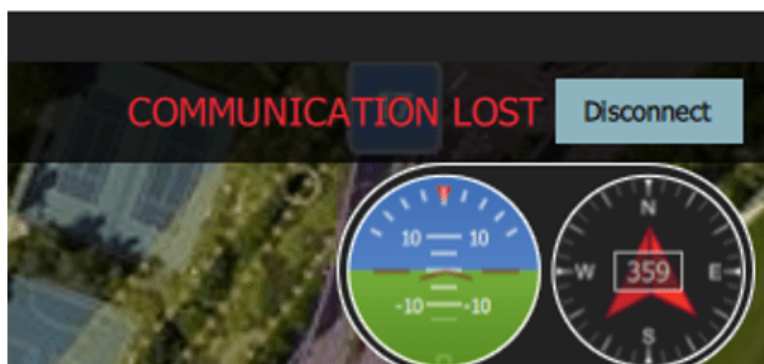 COMMUNICATION LOST Disconnect
N
10 10
W 359 E
-10 -10
S